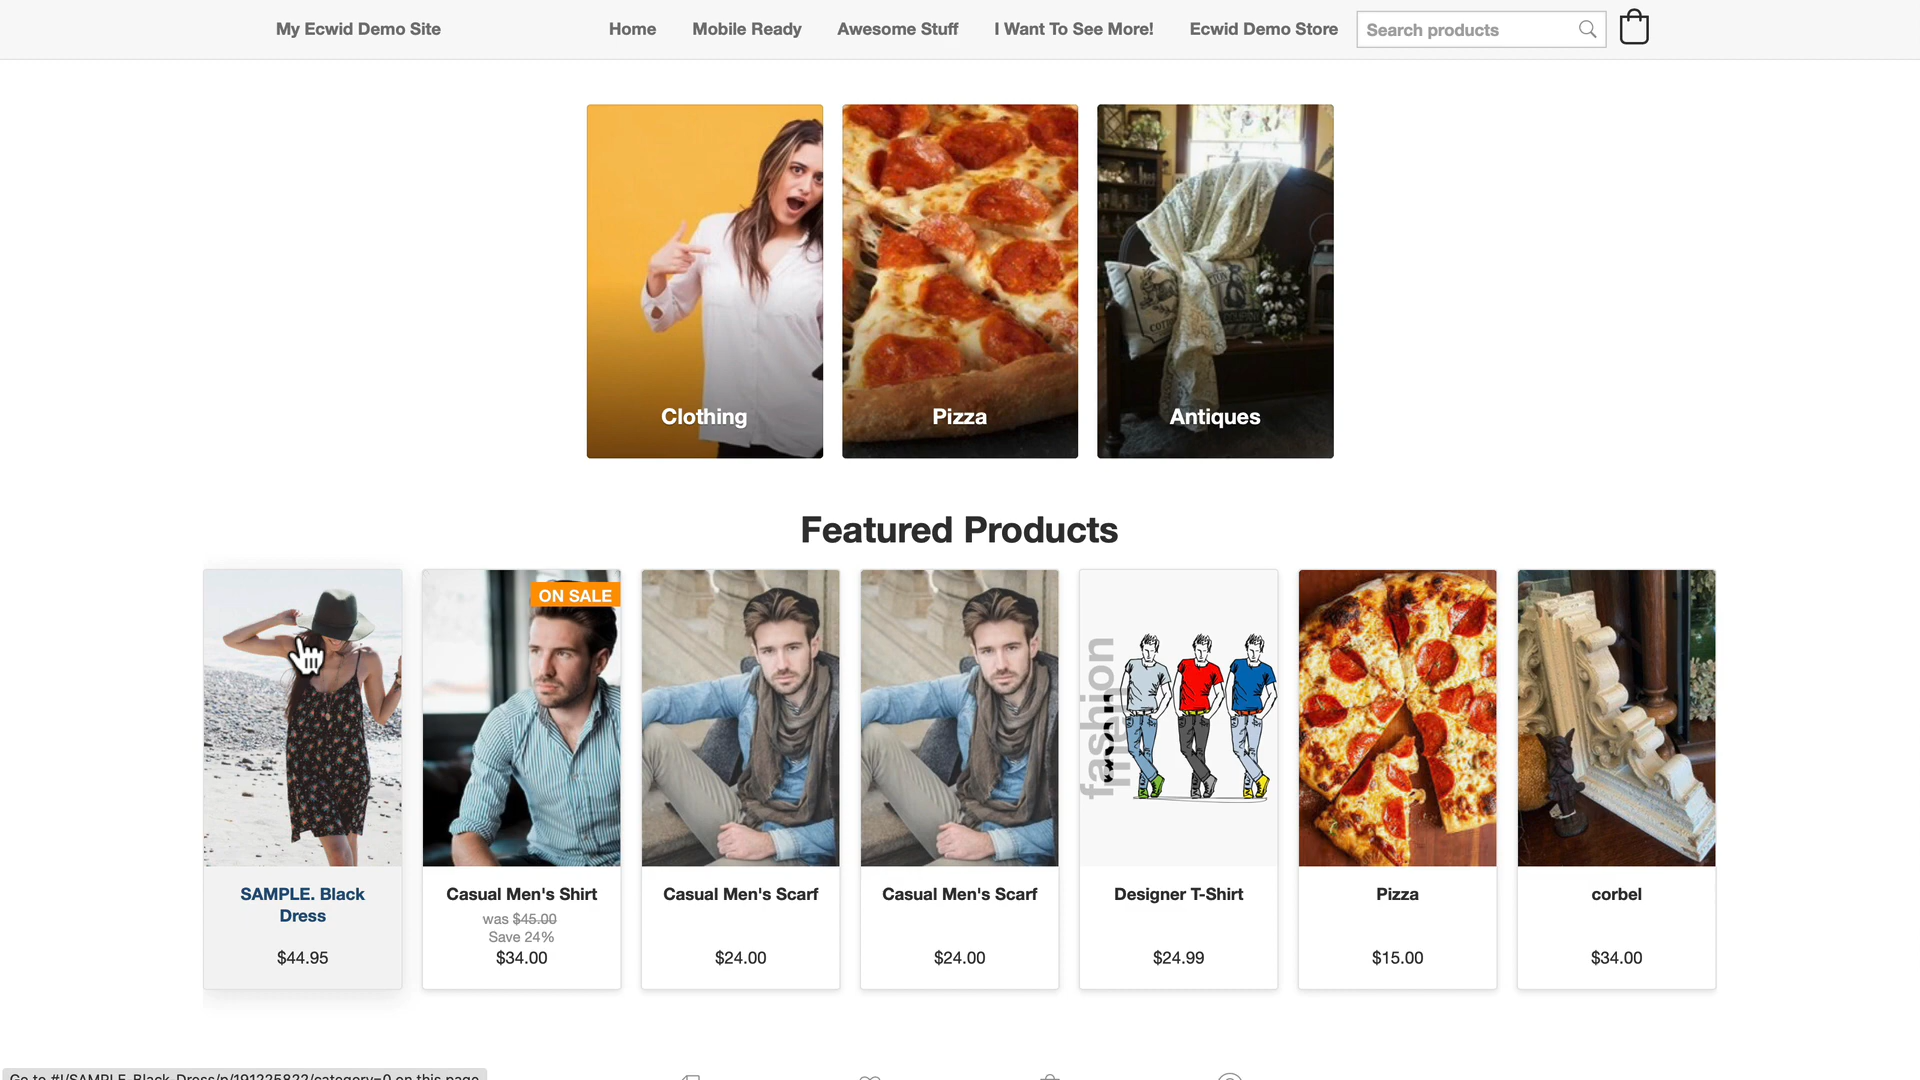 My Ecwid Demo Site
Home
Mobile Ready
Awesome Stuff
I Want To See More!
Ecwid Demo Store
Search products
Clothing
Pizza
Antiques
Featured Products
ON SALE
fashion
SAMPLE. Black
Dress
$44.95
Casual Men's Shirt
was $45.00
Save 24%
$34.00
Casual Men's Scarf
$24.00
Casual Men's Scarf
$24.00
Designer T-Shirt
$24.99
Pizza
$15.00
corbel
$34.00
Go to #!/SAMPLE-Black-Dress/p/191225822/category=0 on this page